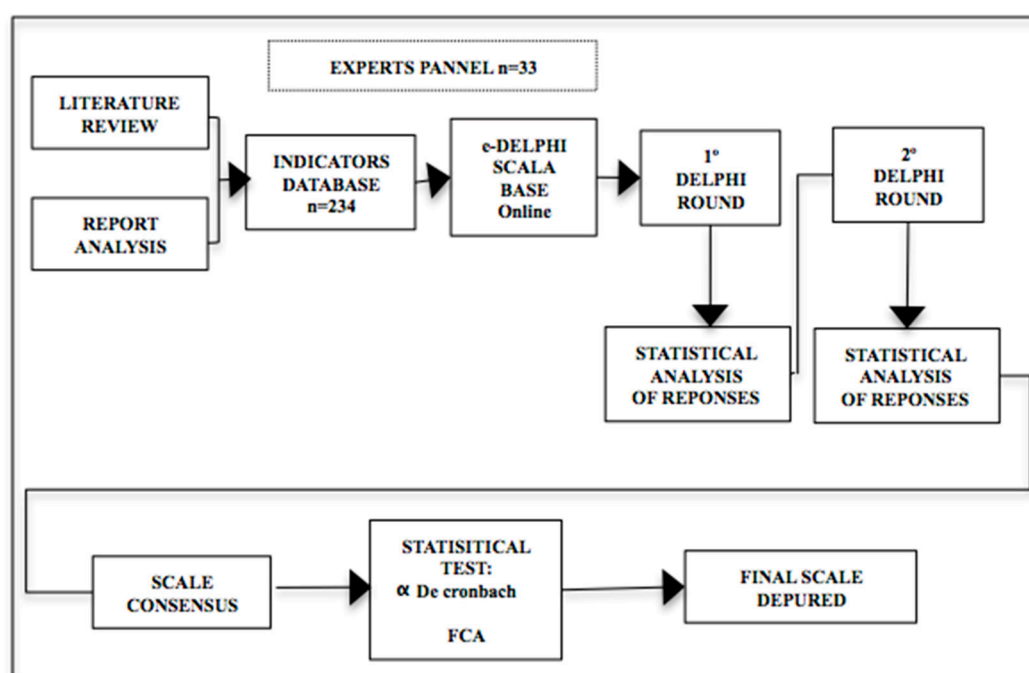 EXPERTS PANNEL n=33
LITERATURE
REVIEW
REPORT
ANALYSIS
INDICATORS
DATABASE
n=234
e-DELPHI
SCALA
BASE
Online
1º
DELPHI
ROUND
2º
DELPHI
ROUND
STATISTICAL
ANALYSIS
OF REPONSES
STATISTICAL
ANALYSIS
OF REPONSES
SCALE
CONSENSUS
STATISITICAL
TEST:
α De cronbach
FCA
FINAL SCALE
DEPURED